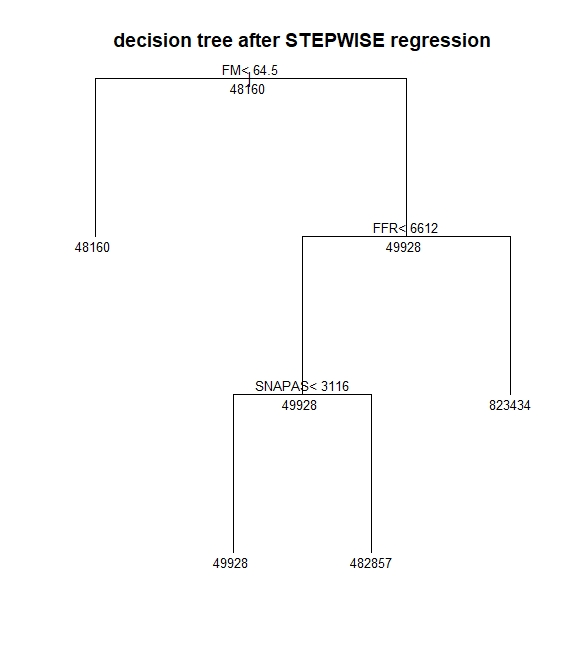 decision tree after STEPWISE regression
FM< 64.5
48160
48160
FFR< 6612
49928
SNAPAS< 3116
49928
823434
49928
482857